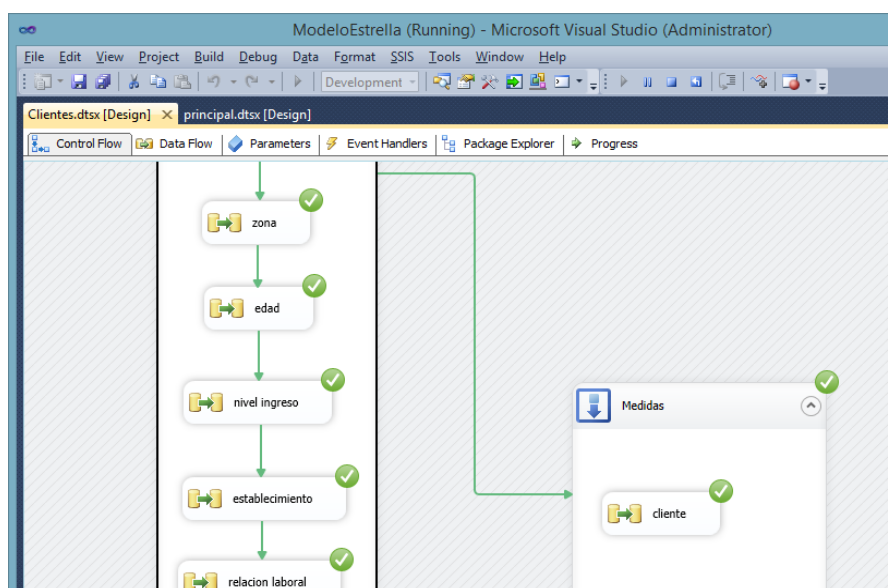 ModeloEstrella (Running) - Microsoft Visual Studio (Administrator)
File Edit View Project Build Debug Data Format SSIS Tools Window Help
Development
Clientes.dtsx [Design] principal.dtsx [Design]
Control Flow Data Flow Parameters Event Handlers Package Explorer Progress
zona
edad
nivel ingreso
Medidas
establecimiento
cliente
relacion laboral